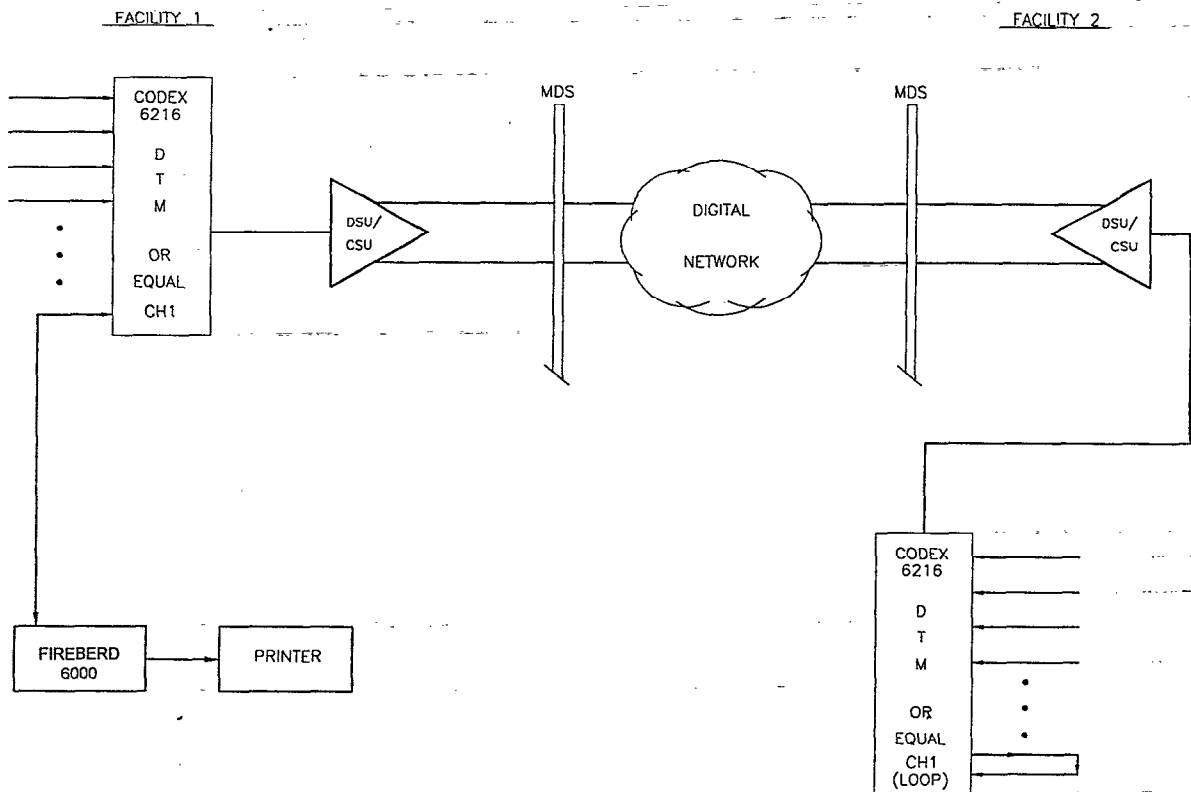 FACILITY 1
FACILITY 2
CODEX
6216
D
T
M
OR
EQUAL
CH1
DSU/
CSU
MDS
DIGITAL
NETWORK
MDS
DSU/
CSU
FIREBERD
6000
PRINTER
CODEX
6216
D
T
M
OR
EQUAL
CH1
(LOOP)